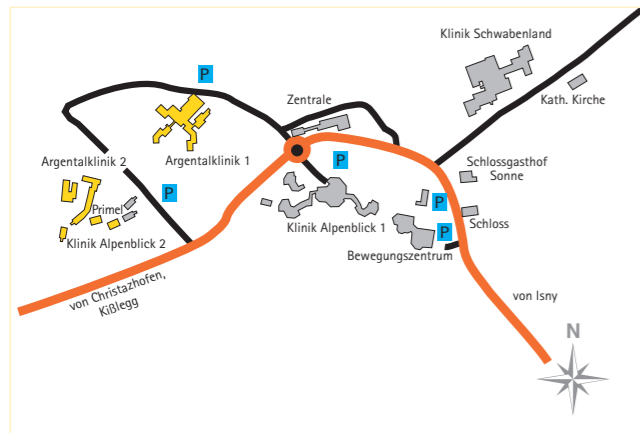 Klinik Schwabenland
P
Kath. Kirche
Zentrale
Argentalklinik 2
Argentalklinik 1
P
Schlossgasthof
Sonne
P
P
Primel
Klinik Alpenblick 1
Schloss
Klinik Alpenblick 2
P
Bewegungszentrum
von Christazhofen,
Kißlegg
von Isny
N